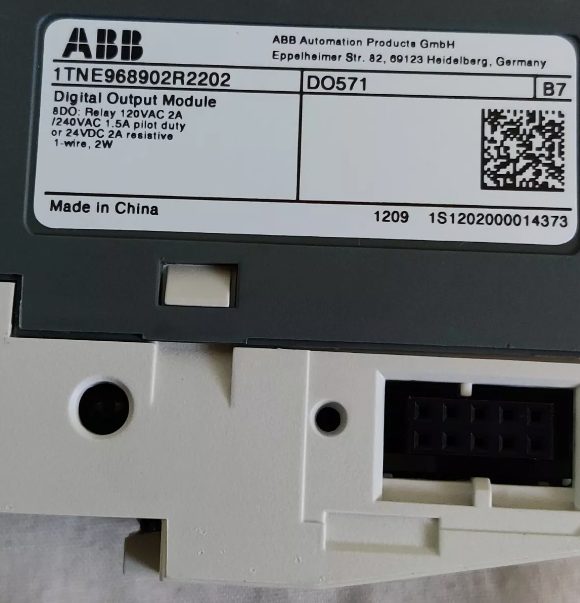 ABB
ABB Automation Products GmbH
Eppelheimer Str. 82, 69123 Heidelberg, Germany
1TNE968902R2202
DO571
B7
Digital Output Module
8DO: Relay 120VAC 2A
/240VAC 1.5A pilot duty
or 24VDC 2A resistive
1-wire, 2W
Made in China
1209 1S1202000014373